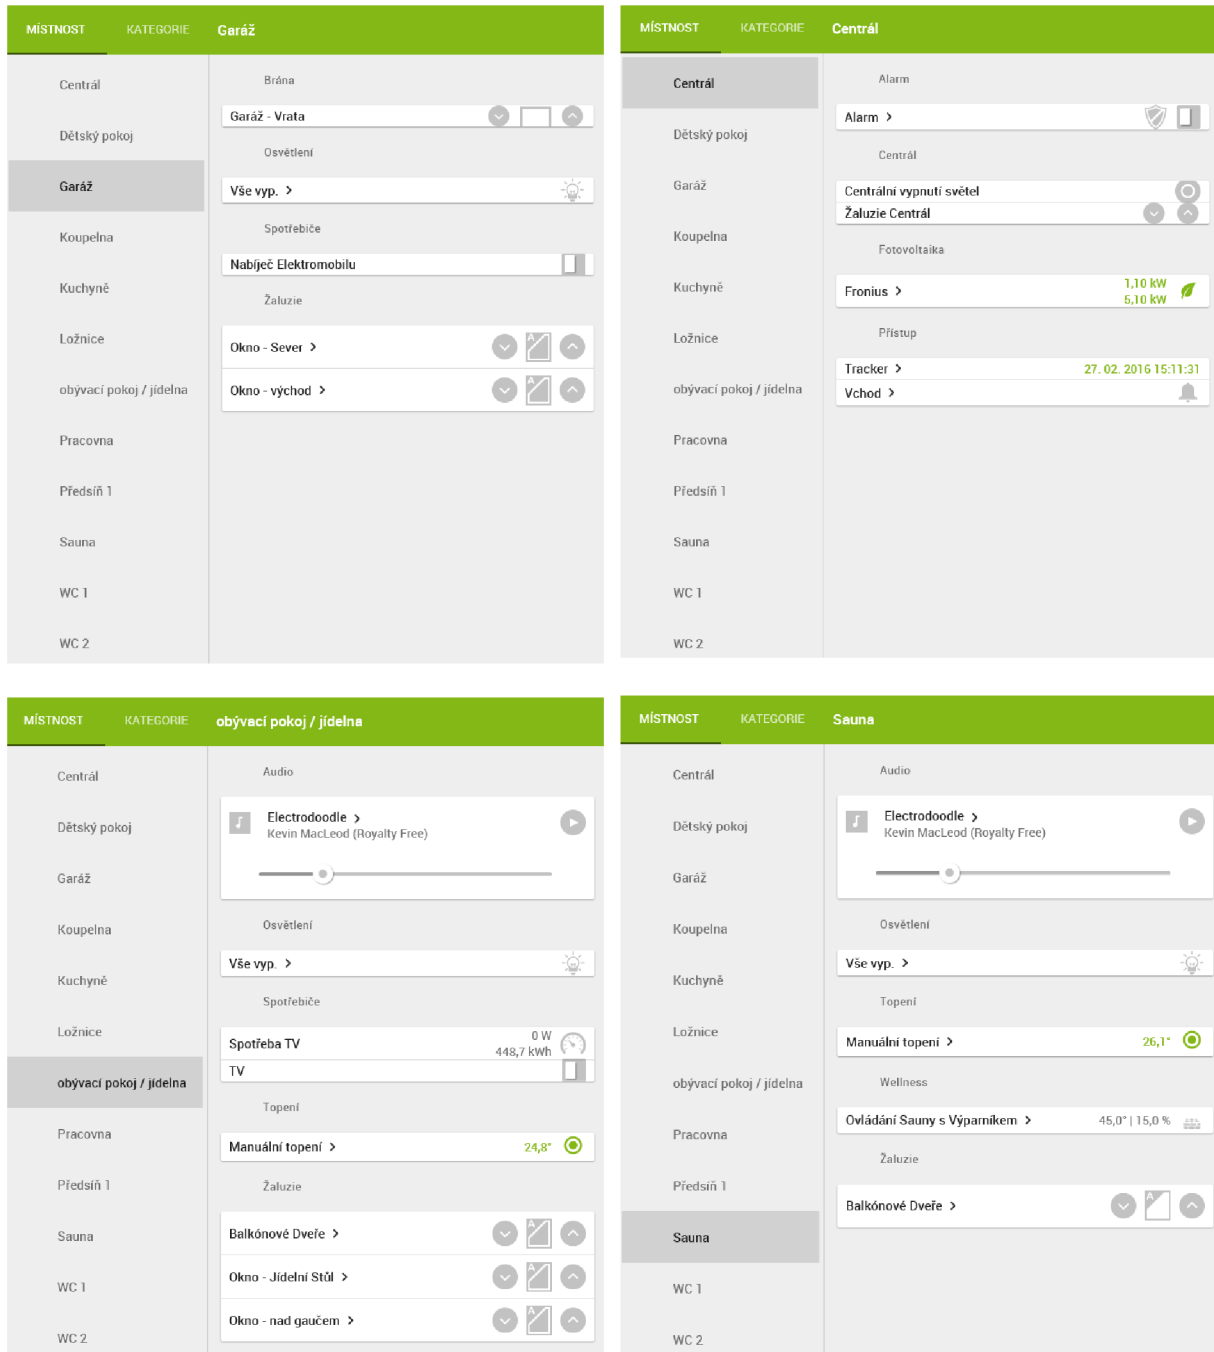 MÍSTNOST KATEGORIE Garáž
Centrál
Dětský pokoj
Garáž
Koupelna
Kuchyně
Ložnice
obývací pokoj / jídelna
Pracovna
Předsíň 1
Sauna
WC 1
WC 2
Brána
Garáž - Vrata
Osvětlení
Vše vyp. >
Spotřebiče
Nabíječ Elektromobilu
Žaluzie
Okno - Sever > A
Okno - východ > A
MÍSTNOST KATEGORIE Centrál
Centrál
Dětský pokoj
Garáž
Koupelna
Kuchyně
Ložnice
obývací pokoj / jídelna
Pracovna
Předsíň 1
Sauna
WC 1
WC 2
Alarm
Alarm >
Centrál
Centrální vypnutí světel
Žaluzie Centrál
Fotovoltaika
Fronius > 1,10 kW
5,10 kW
Přístup
Tracker > 27. 02. 2016 15:11:31
Vchod >
MÍSTNOST KATEGORIE obývací pokoj / jídelna
Centrál
Dětský pokoj
Garáž
Koupelna
Kuchyně
Ložnice
obývací pokoj / jídelna
Pracovna
Předsíň 1
Sauna
WC 1
WC 2
Audio
Electrodoodle >
Kevin MacLeod (Royalty Free)
Osvětlení
Vše vyp. >
Spotřebiče
Spotřeba TV 0 W
448,7 kWh
TV
Topení
Manuální topení > 24,8°
Žaluzie
Balkónové Dveře > A
Okno - Jídelní Stůl > A
Okno - nad gaučem > A
MÍSTNOST KATEGORIE Sauna
Centrál
Dětský pokoj
Garáž
Koupelna
Kuchyně
Ložnice
obývací pokoj / jídelna
Pracovna
Předsíň 1
Sauna
WC 1
WC 2
Audio
Electrodoodle >
Kevin MacLeod (Royalty Free)
Osvětlení
Vše vyp. >
Topení
Manuální topení > 26,1°
Wellness
Ovládání Sauny s Výparníkem > 45,0° | 15,0 %
Žaluzie
Balkónové Dveře > A